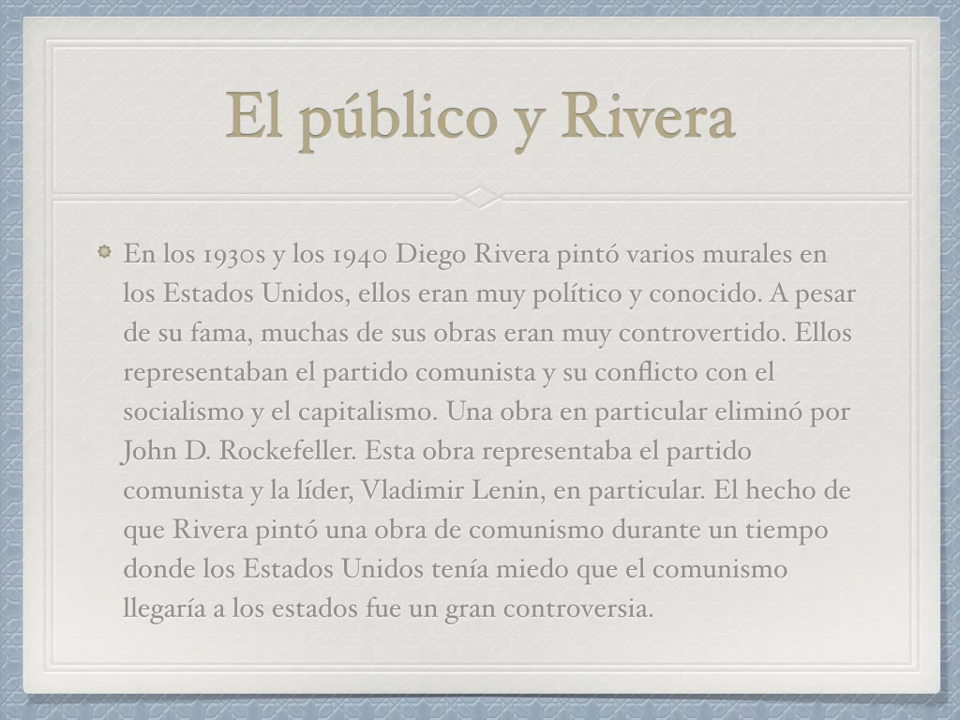 El público y Rivera
En los 1930s y los 1940 Diego Rivera pintó varios murales en
los Estados Unidos, ellos eran muy político y conocido. A pesar
de su fama, muchas de sus obras eran muy controvertido. Ellos
representaban el partido comunista y su conflicto con el
socialismo y el capitalismo. Una obra en particular eliminó por
John D. Rockefeller. Esta obra representaba el partido
comunista y la líder, Vladimir Lenin, en particular. El hecho de
que Rivera pintó una obra de comunismo durante un tiempo
donde los Estados Unidos tenía miedo que el comunismo
llegaría a los estados fue un gran controversia.